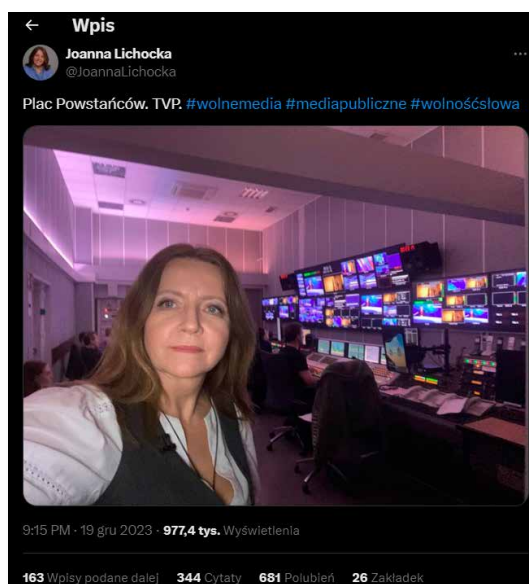 ← Wpis
Joanna Lichocka
@JoannaLichocka
Plac Powstańców. TVP. #wolnemedia #mediapubliczne #wolnośćsłowa
9:15 PM · 19 gru 2023 · 977,4 tys. Wyświetlenia
163 Wpisy podane dalej 344 Cytaty 681 Polubień 26 Zakładek